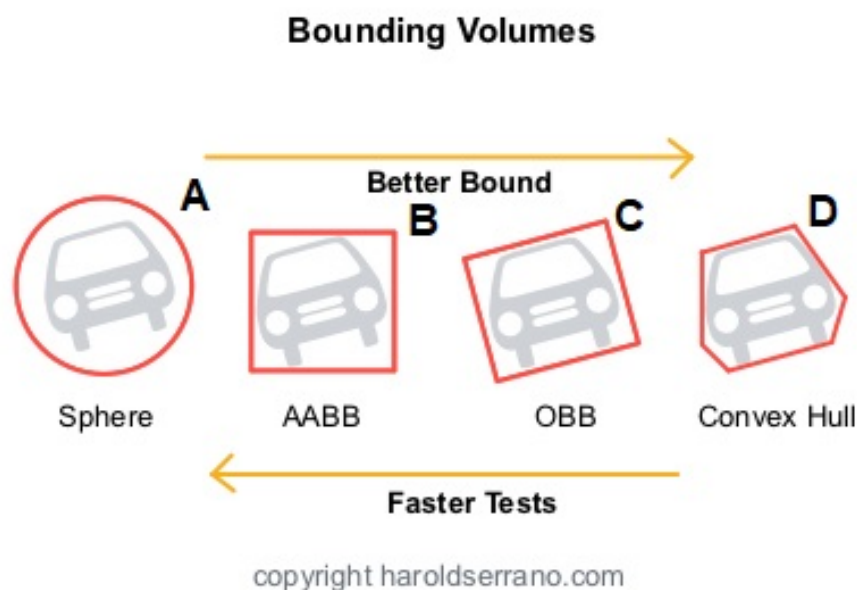 Bounding Volumes
Better Bound
A
B
C
D
Sphere
AABB
OBB
Convex Hull
Faster Tests
copyright haroldserrano.com